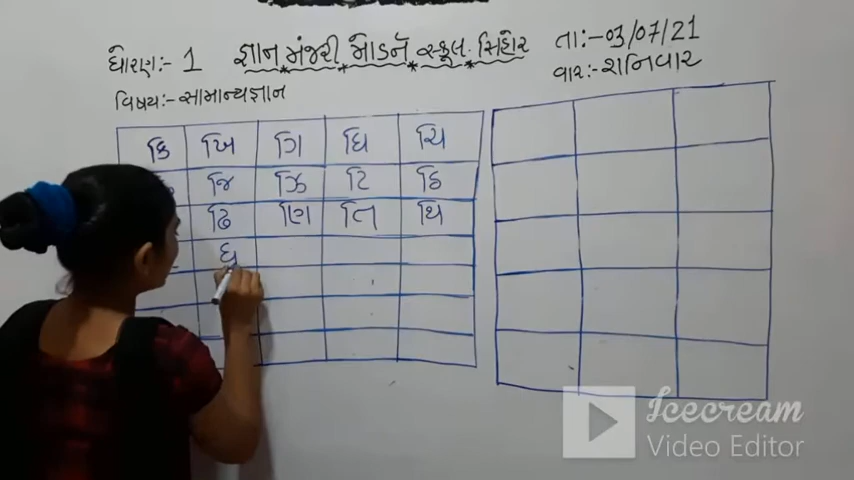 ધોરણ:- 1 જ્ઞાન મંજરી મોડર્ન સ્કૂલ. સિહોર તા:-03/07/21
વિષય:- સામાન્યજ્ઞાન વાર:- શનિવાર
કિ ખિ ગિ ઘિ ચિ
જિ ઝિ ટિ ઠિ
ઢિ ણિ તિ થિ
ધ
Icecream
Video Editor